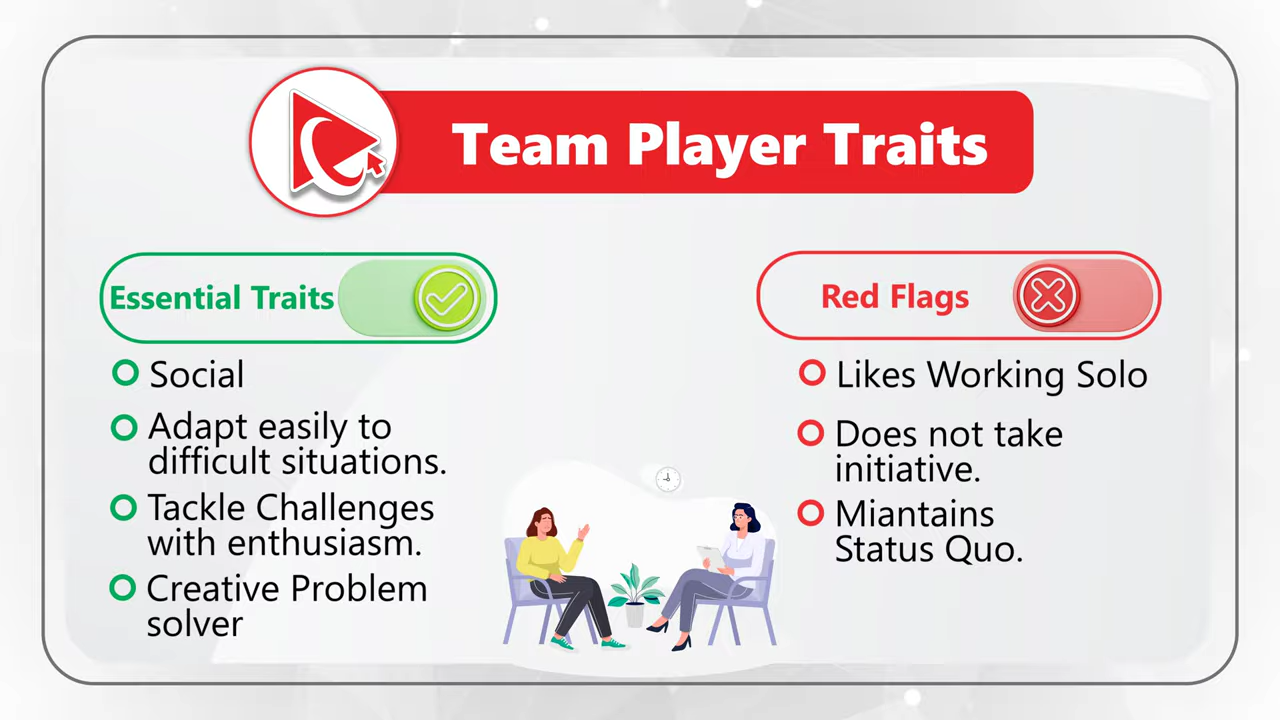 Team Player Traits
Essential Traits
Social
Adapt easily to
difficult situations.
Tackle Challenges
with enthusiasm.
Creative Problem
solver
Red Flags
Likes Working Solo
Does not take
initiative.
Miantains
Status Quo.